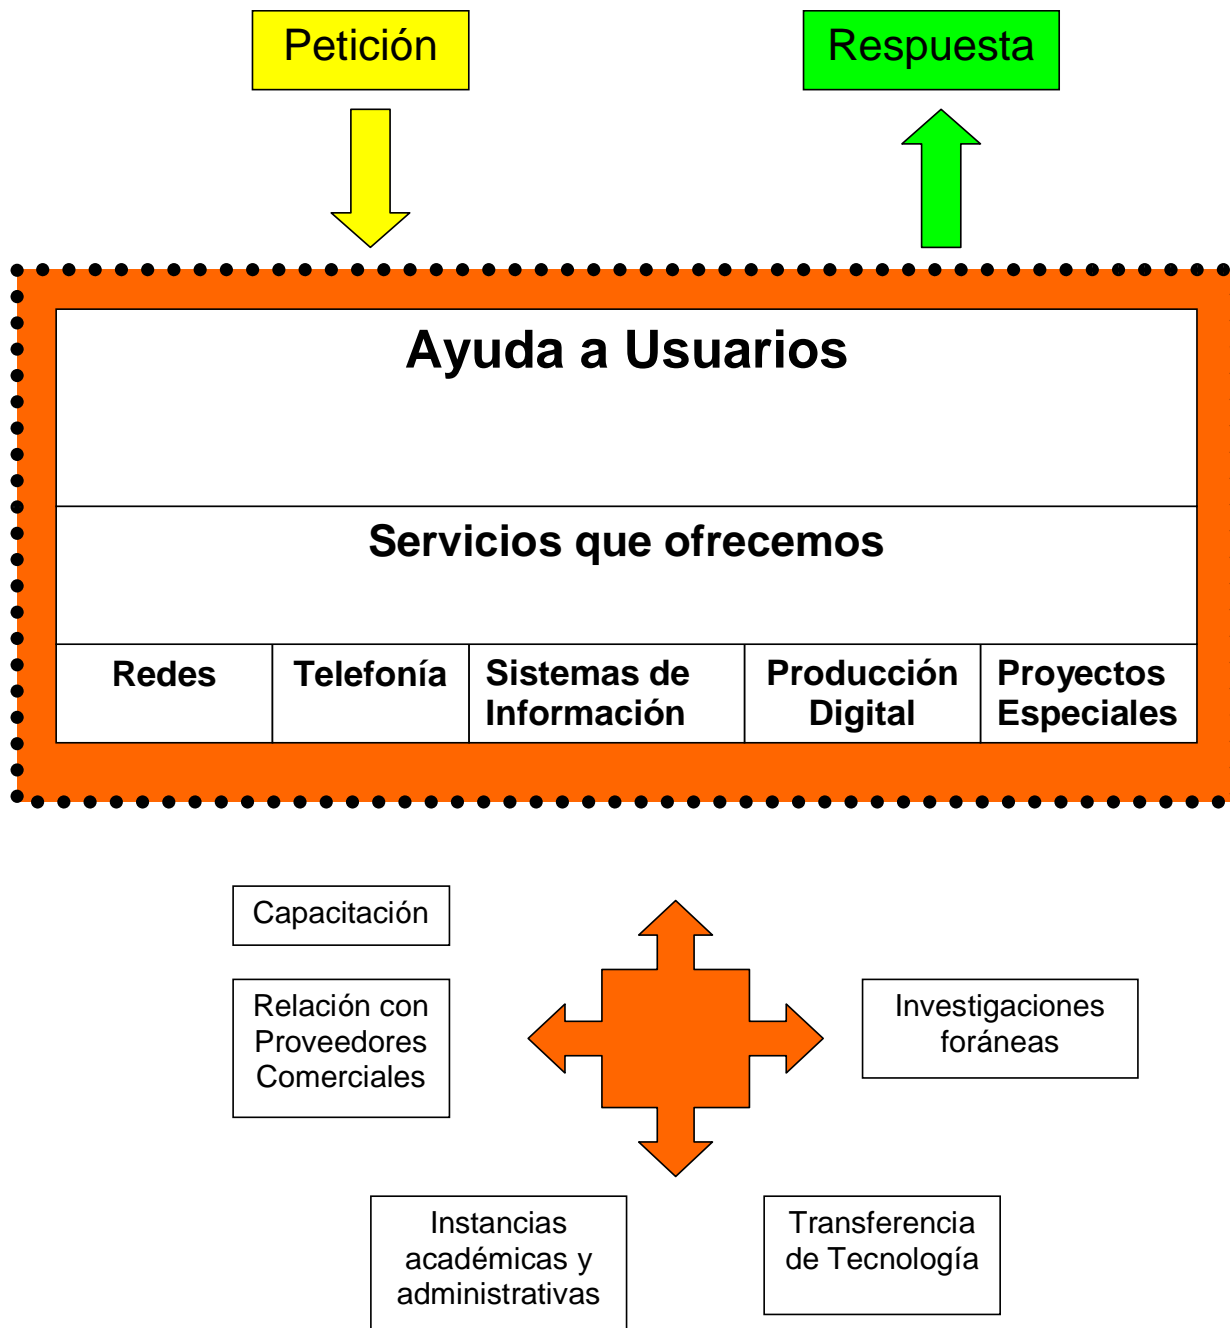 Petición
Respuesta
Ayuda a Usuarios
Servicios que ofrecemos
Redes
Telefonía
Sistemas de
Información
Producción
Digital
Proyectos
Especiales
Capacitación
Relación con
Proveedores
Comerciales
Investigaciones
foráneas
Instancias
académicas y
administrativas
Transferencia
de Tecnología